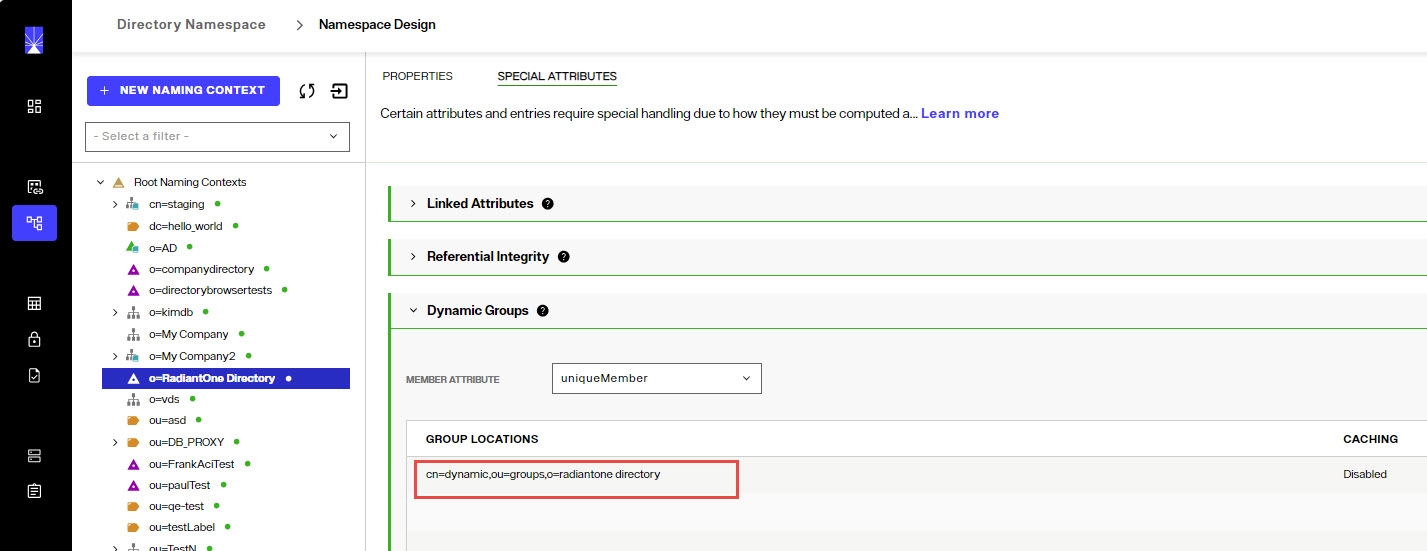 Directory Namespace > Namespace Design
+ NEW NAMING CONTEXT
- Select a filter -
Root Naming Contexts
cn=staging
dc=hello_world
o=AD
o=companydirectory
o=directorybrowsertests
o=kimdb
o=My Company
o=My Company2
o=RadiantOne Directory
o=vds
ou=asd
ou=DB_PROXY
ou=FrankAciTest
ou=paulTest
ou=qe-test
ou=testLabel
ou=TestN
PROPERTIES SPECIAL ATTRIBUTES
Certain attributes and entries require special handling due to how they must be computed a... Learn more
Linked Attributes ?
Referential Integrity ?
Dynamic Groups ?
MEMBER ATTRIBUTE uniqueMember
GROUP LOCATIONS CACHING
cn=dynamic,ou=groups,o=radiantone directory Disabled